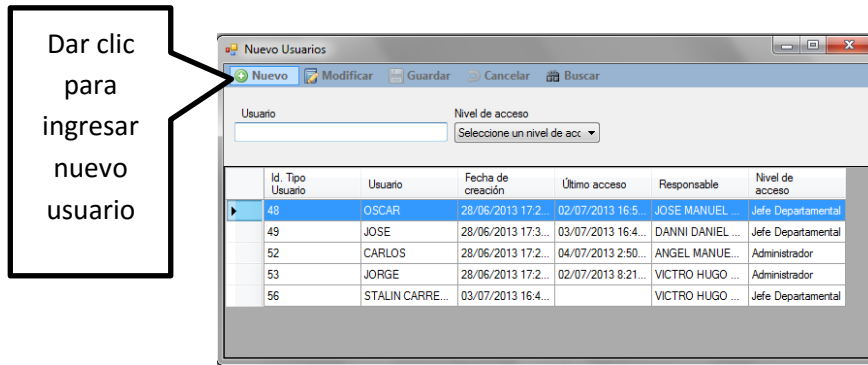 Dar clic
para
ingresar
nuevo
usuario
Nuevo Usuarios
Nuevo Modificar Guardar Cancelar Buscar
Usuario Nivel de acceso
Seleccione un nivel de acc
Id. Tipo Usuario Usuario Fecha de creación Último acceso Responsable Nivel de acceso
48 OSCAR 28/06/2013 17:2... 02/07/2013 16:5... JOSE MANUEL ... Jefe Departamental
49 JOSE 28/06/2013 17:3... 03/07/2013 16:4... DANNI DANIEL ... Jefe Departamental
52 CARLOS 28/06/2013 17:2... 04/07/2013 2:50... ANGEL MANUE... Administrador
53 JORGE 28/06/2013 17:2... 02/07/2013 8:21... VICTRO HUGO ... Administrador
56 STALIN CARRE... 03/07/2013 16:4... VICTRO HUGO ... Jefe Departamental